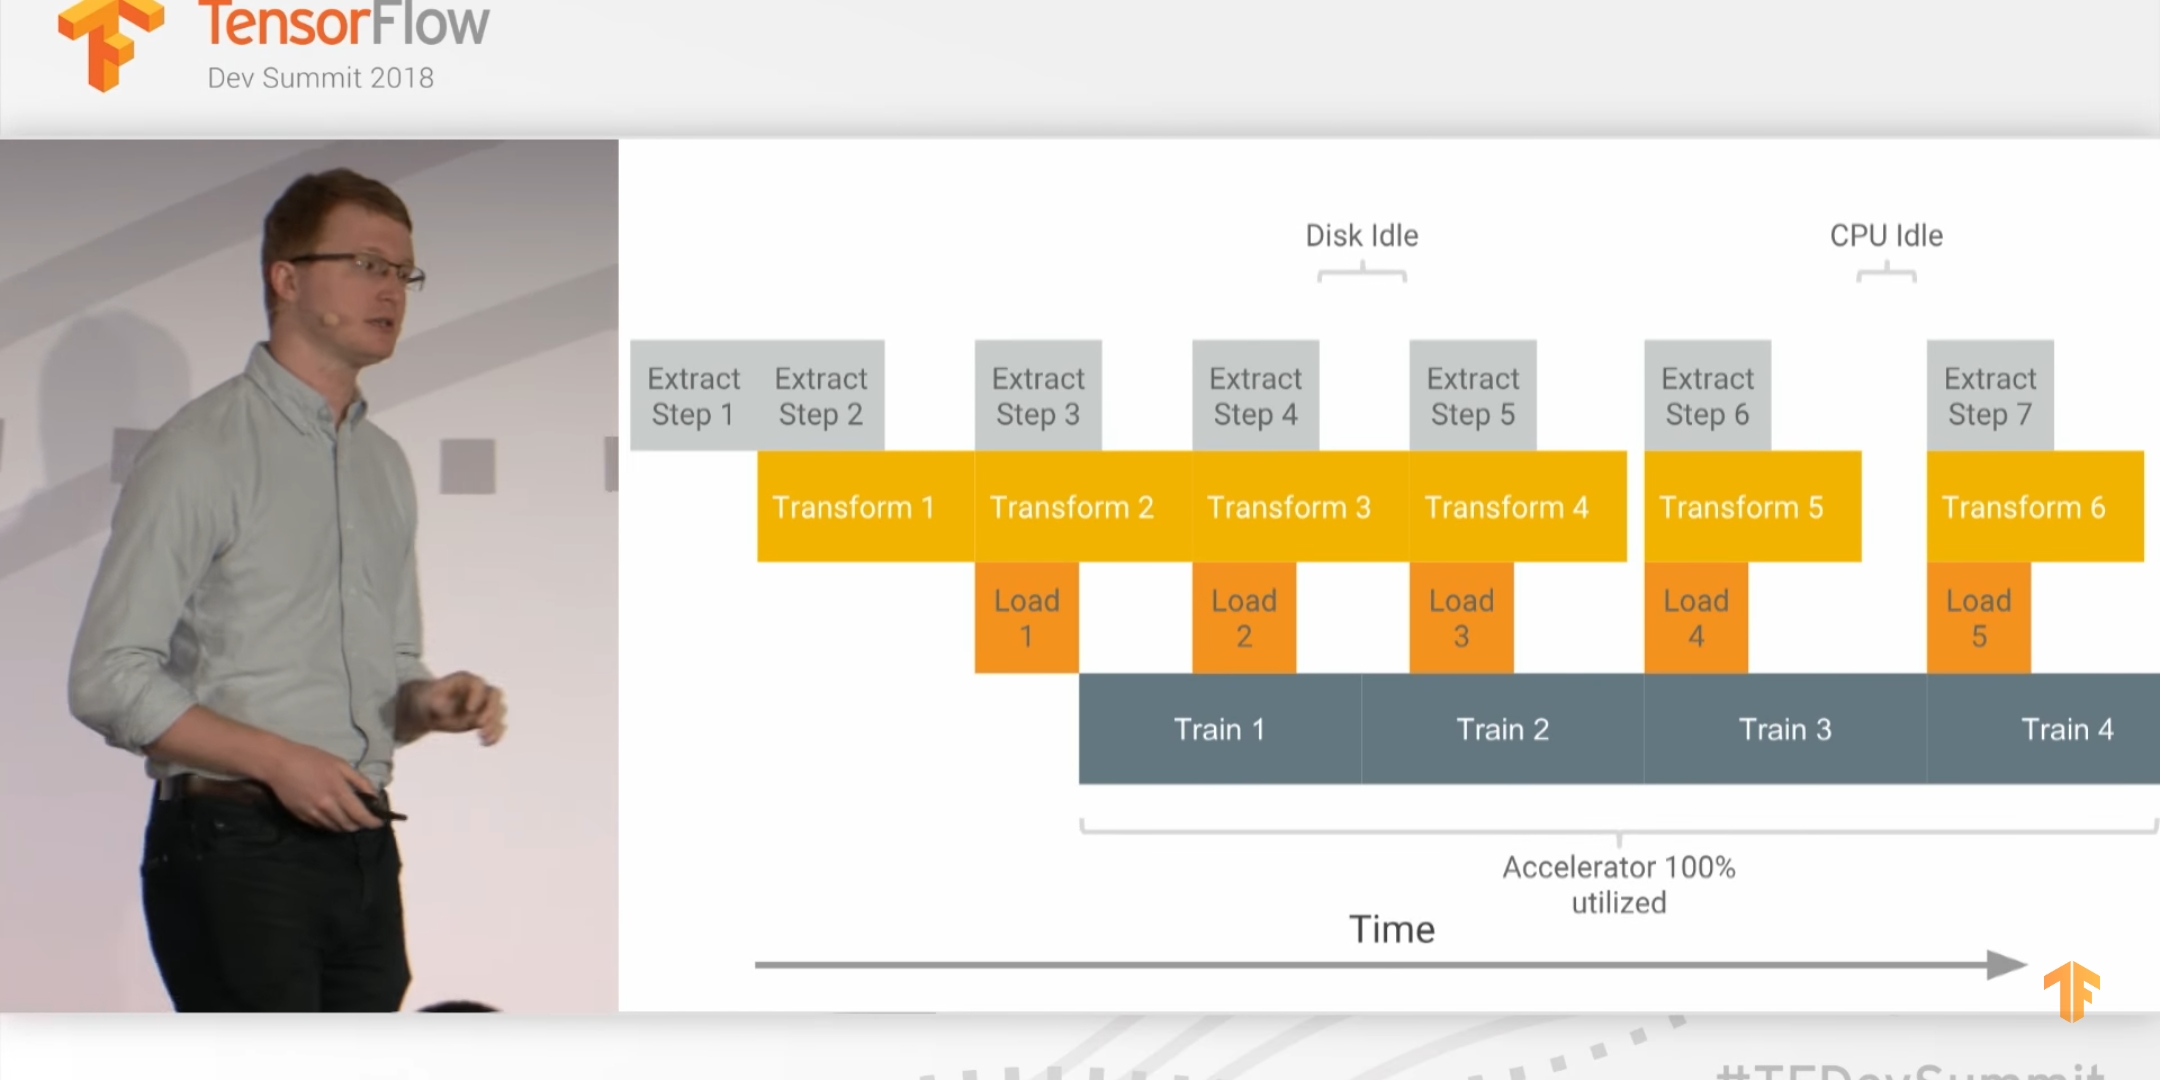 TensorFlow
Dev Summit 2018
Disk Idle
CPU Idle
Extract
Step 1
Extract
Step 2
Extract
Step 3
Extract
Step 4
Extract
Step 5
Extract
Step 6
Extract
Step 7
Transform 1
Transform 2
Transform 3
Transform 4
Transform 5
Transform 6
Load
1
Load
2
Load
3
Load
4
Load
5
Train 1
Train 2
Train 3
Train 4
Accelerator 100%
utilized
Time
#TFDevSummit